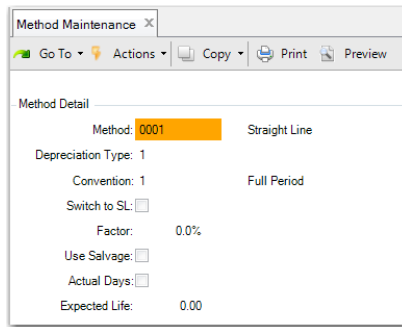 Method Maintenance X
Go To Actions Copy Print Preview
Method Detail
Method: 0001 Straight Line
Depreciation Type: 1
Convention: 1 Full Period
Switch to SL:
Factor: 0.0%
Use Salvage:
Actual Days:
Expected Life: 0.00